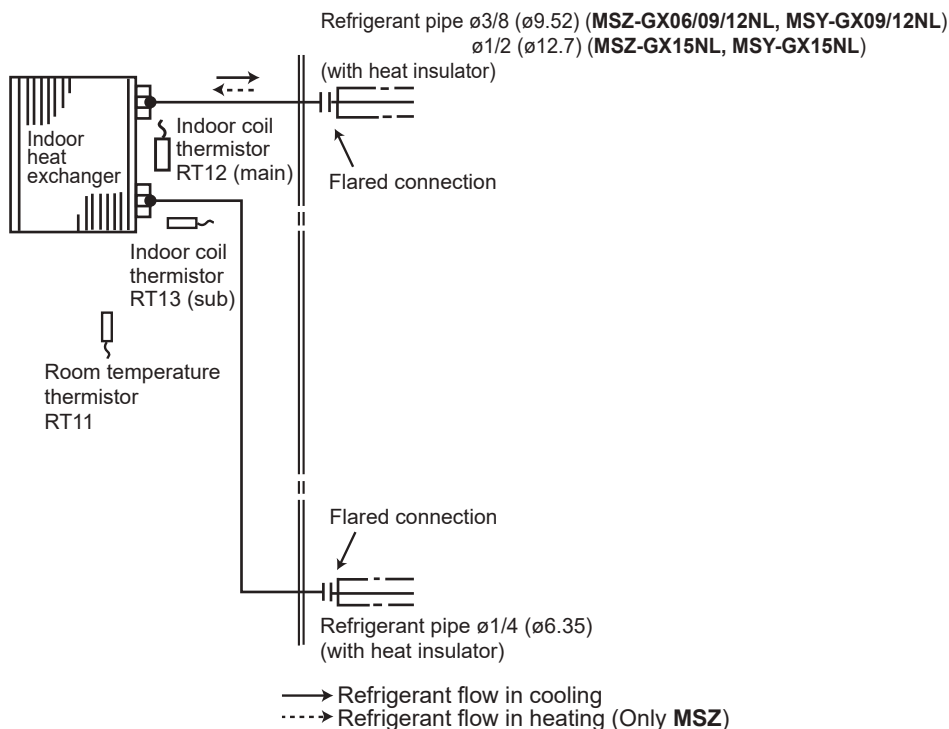 Refrigerant pipe ø3/8 (ø9.52) (MSZ-GX06/09/12NL, MSY-GX09/12NL)
ø1/2 (ø12.7) (MSZ-GX15NL, MSY-GX15NL)
(with heat insulator)
Indoor
heat
exchanger
Indoor coil
thermistor
RT12 (main)
Flared connection
Indoor coil
thermistor
RT13 (sub)
Room temperature
thermistor
RT11
Flared connection
Refrigerant pipe ø1/4 (ø6.35)
(with heat insulator)
Refrigerant flow in cooling
Refrigerant flow in heating (Only MSZ)